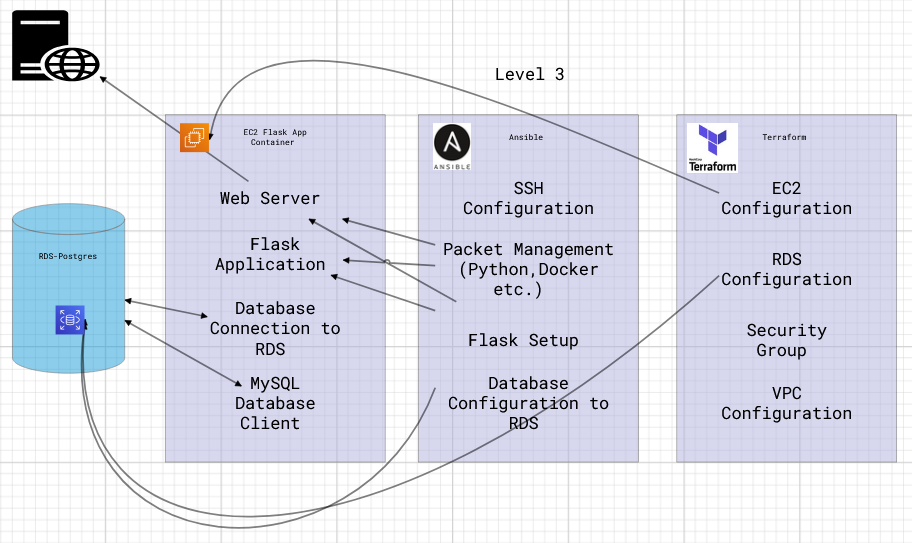 Level 3
EC2 Flask App
Container
Web Server
Flask
Application
Database
Connection to
RDS
MySQL
Database
Client
RDS-Postgres
ANSIBLE
Ansible
SSH
Configuration
Packet Management
(Python,Docker
etc.)
Flask Setup
Database
Configuration to
RDS
HashiCorp
Terraform
Terraform
EC2
Configuration
RDS
Configuration
Security
Group
VPC
Configuration